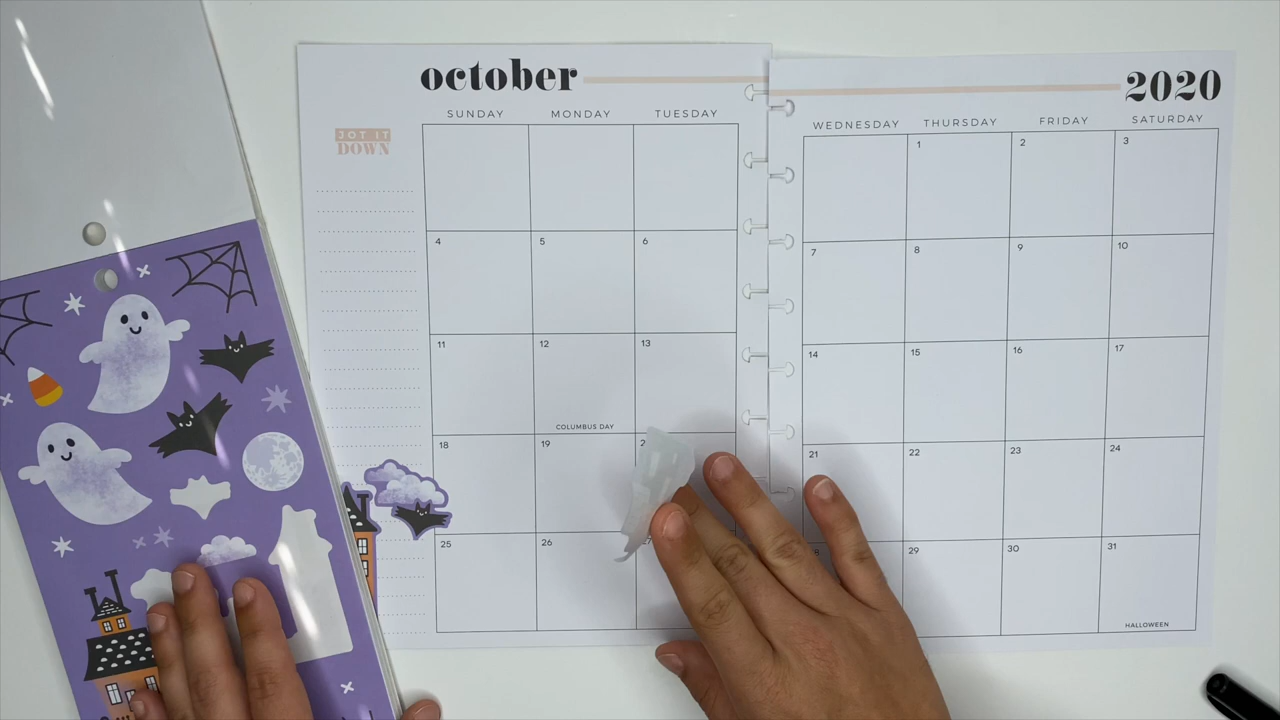 october
2020
SUNDAY MONDAY TUESDAY WEDNESDAY THURSDAY FRIDAY SATURDAY
JOT IT
DOWN
1 2 3
4 5 6 7 8 9 10
11 12 13 14 15 16 17
COLUMBUS DAY
18 19 21 22 23 24
25 26 29 30 31
HALLOWEEN